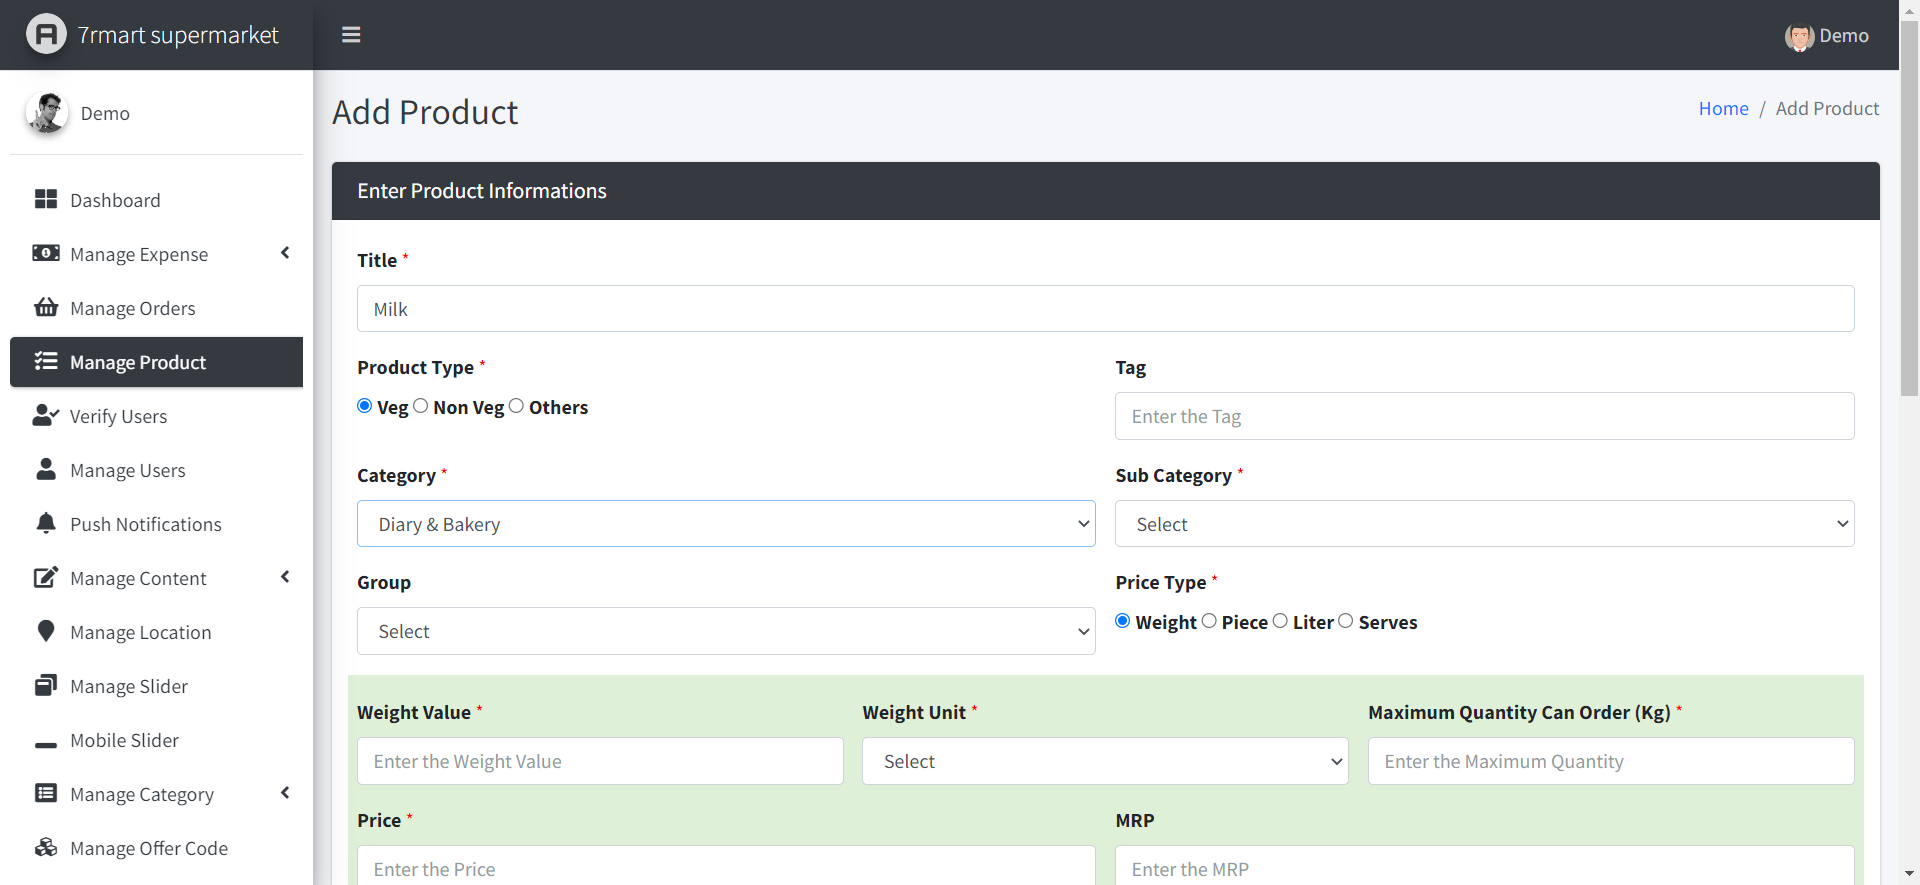 7rmart supermarket
Demo
Demo
Dashboard
Manage Expense
Manage Orders
Manage Product
Verify Users
Manage Users
Push Notifications
Manage Content
Manage Location
Manage Slider
Mobile Slider
Manage Category
Manage Offer Code
Add Product
Home / Add Product
Enter Product Informations
Title *
Milk
Product Type *
Veg Non Veg Others
Tag
Enter the Tag
Category *
Diary & Bakery
Sub Category *
Select
Group
Select
Price Type *
Weight Piece Liter Serves
Weight Value *
Enter the Weight Value
Weight Unit *
Select
Maximum Quantity Can Order (Kg) *
Enter the Maximum Quantity
Price *
Enter the Price
MRP
Enter the MRP